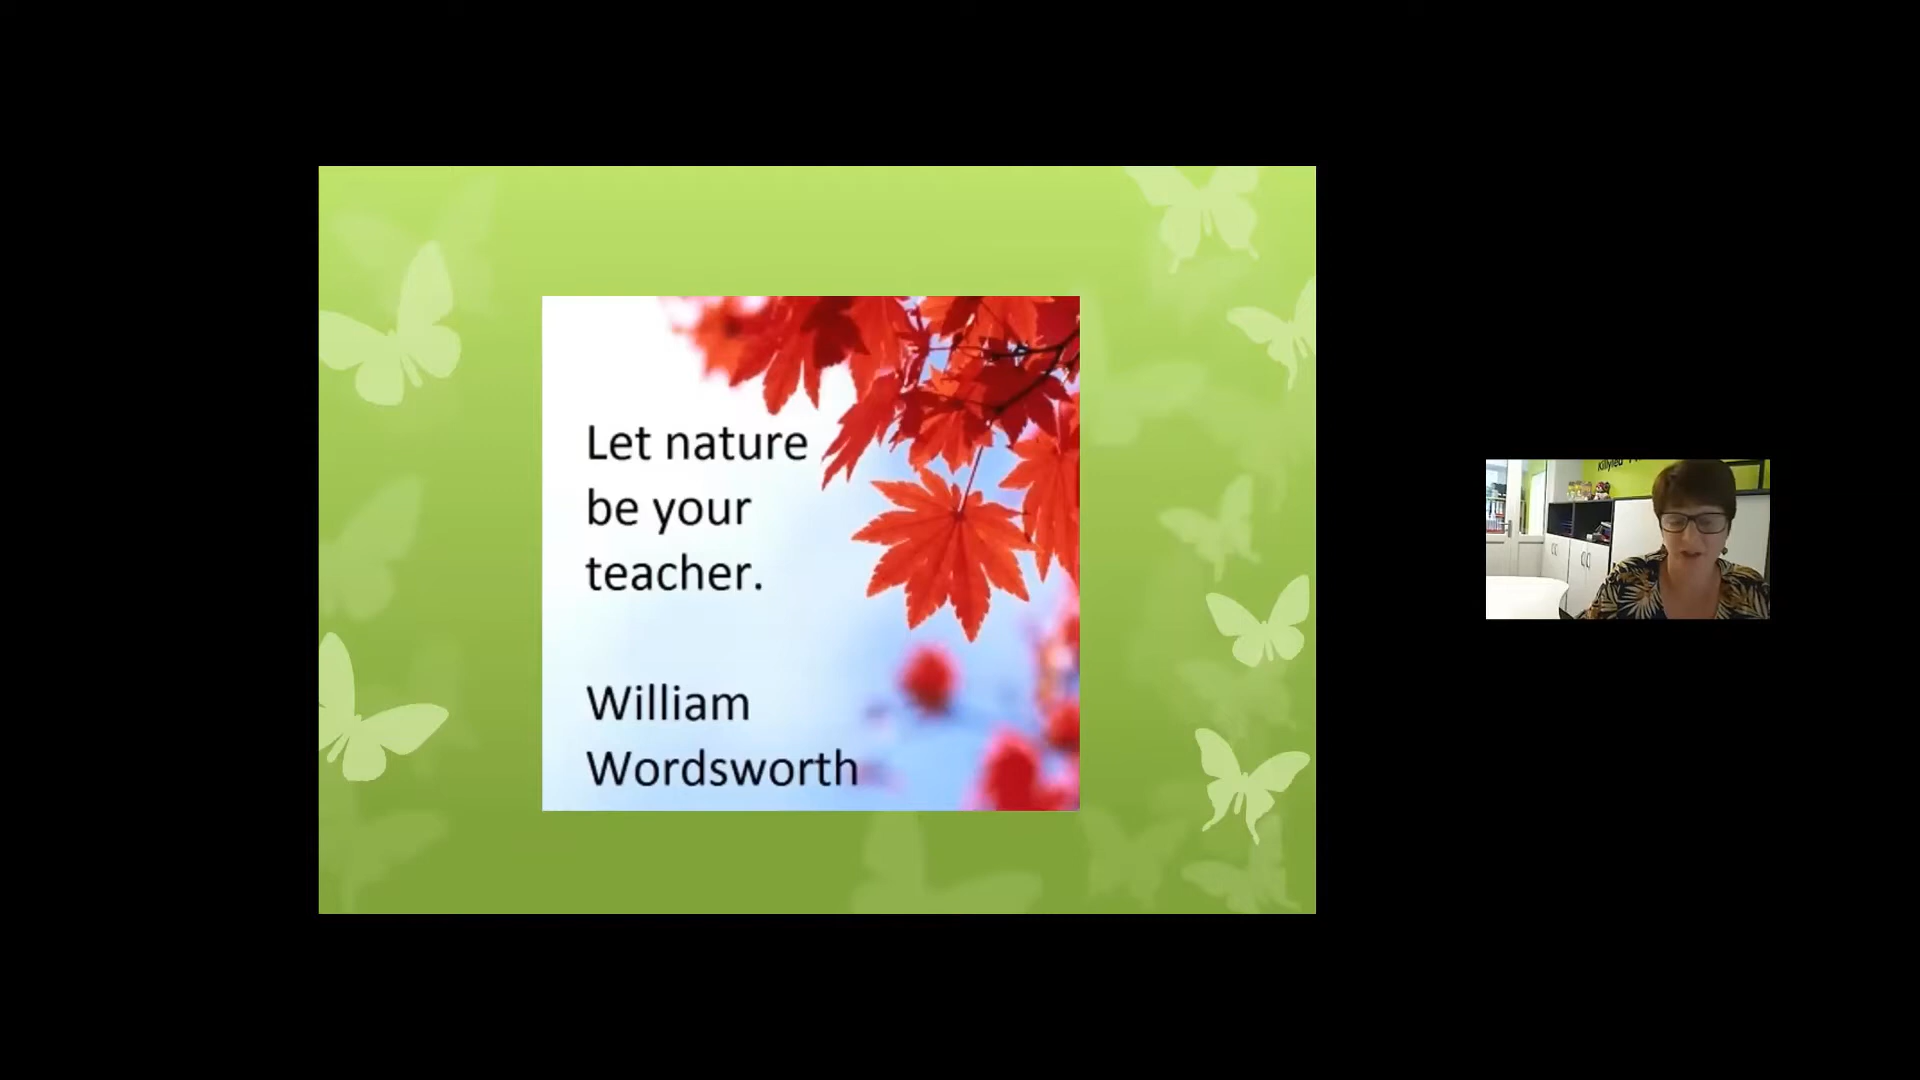 Let nature
be your
teacher.
William
Wordsworth